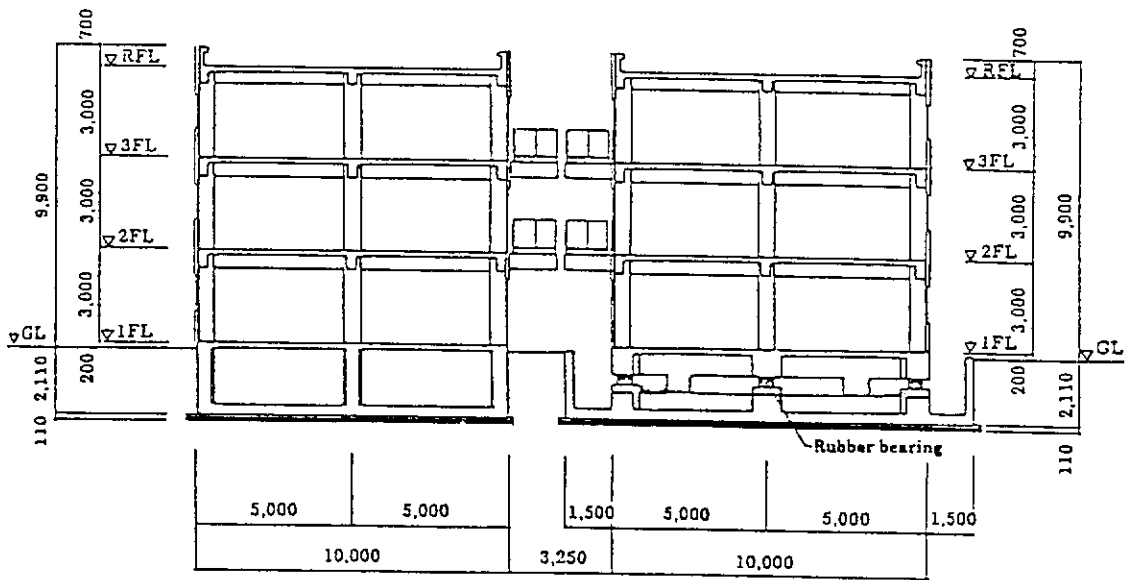 700
▽ RFL
3,000
▽ 3FL
3,000
9,900
▽ 2FL
3,000
▽ GL
▽ 1FL
2,110
200
110
700
▽ RFL
3,000
▽ 3FL
3,000
9,900
▽ 2FL
3,000
▽ 1FL
▽ GL
200
2,110
110
Rubber bearing
5,000 5,000 1,500 5,000 5,000 1,500
10,000 3,250 10,000